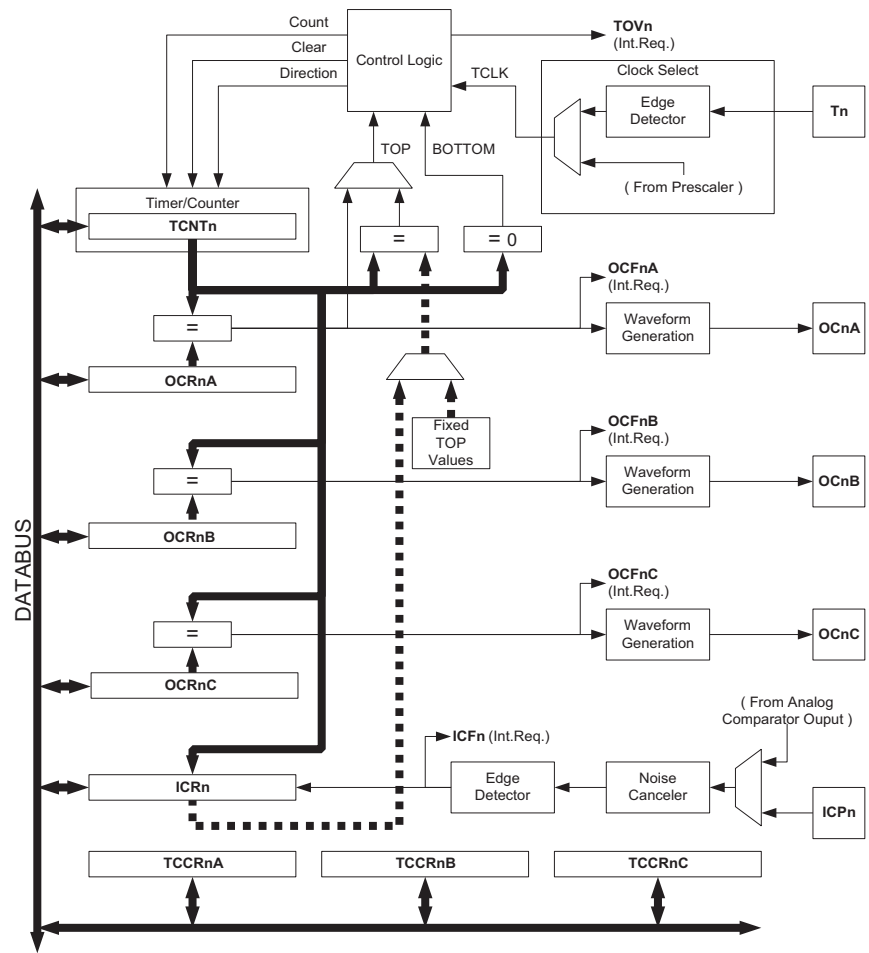 Count
TOVn
(Int.Req.)
Clear
Control Logic
Direction
TCLK
Clock Select
Edge
Detector
Tn
TOP
BOTTOM
( From Prescaler )
Timer/Counter
TCNTn
=
= 0
OCFnA
(Int.Req.)
=
Waveform
Generation
OCnA
OCRnA
Fixed
TOP
Values
OCFnB
(Int.Req.)
=
Waveform
Generation
OCnB
OCRnB
DATABUS
OCFnC
(Int.Req.)
=
Waveform
Generation
OCnC
OCRnC
( From Analog
Comparator Ouput )
ICFn (Int.Req.)
ICRn
Edge
Detector
Noise
Canceler
ICPn
TCCRnA
TCCRnB
TCCRnC